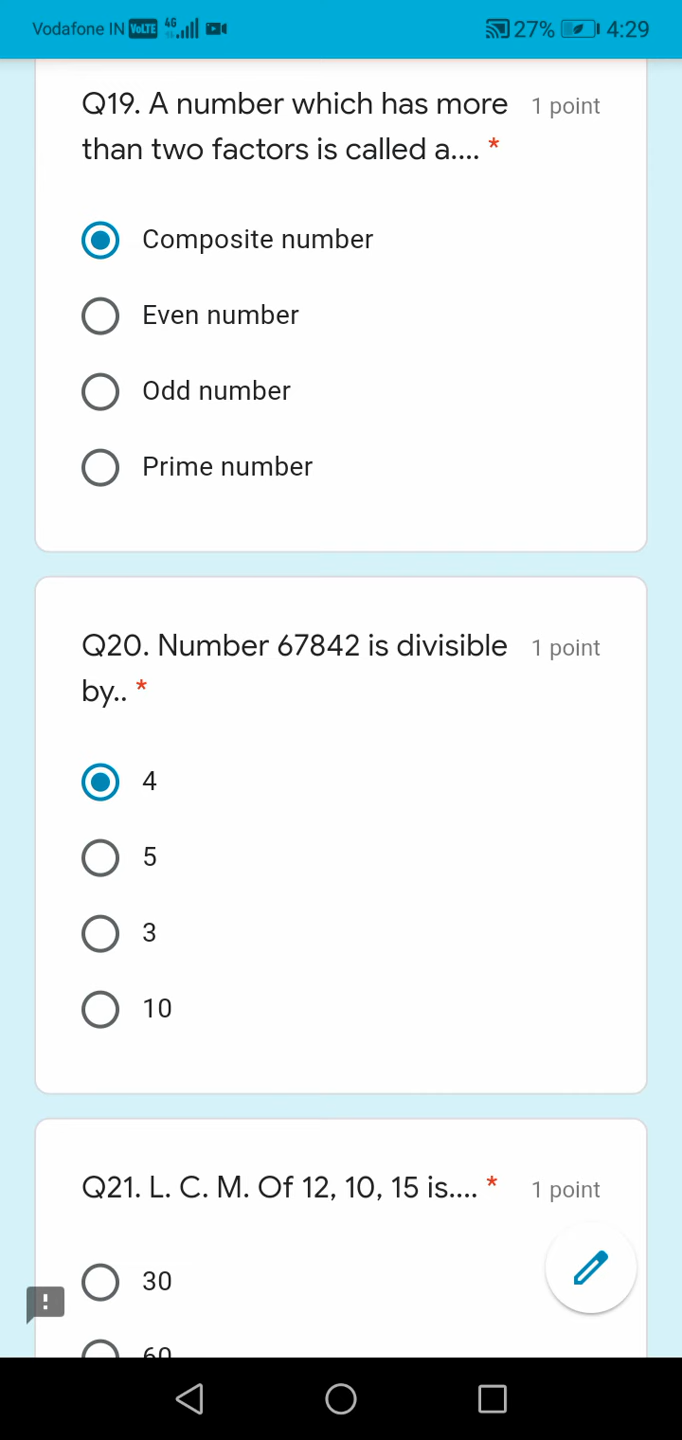 Vodafone IN VoLTE 4G 27% 4:29
Q19. A number which has more 1 point
than two factors is called a.... *
Composite number
Even number
Odd number
Prime number
Q20. Number 67842 is divisible 1 point
by.. *
4
5
3
10
Q21. L. C. M. Of 12, 10, 15 is.... * 1 point
30
60